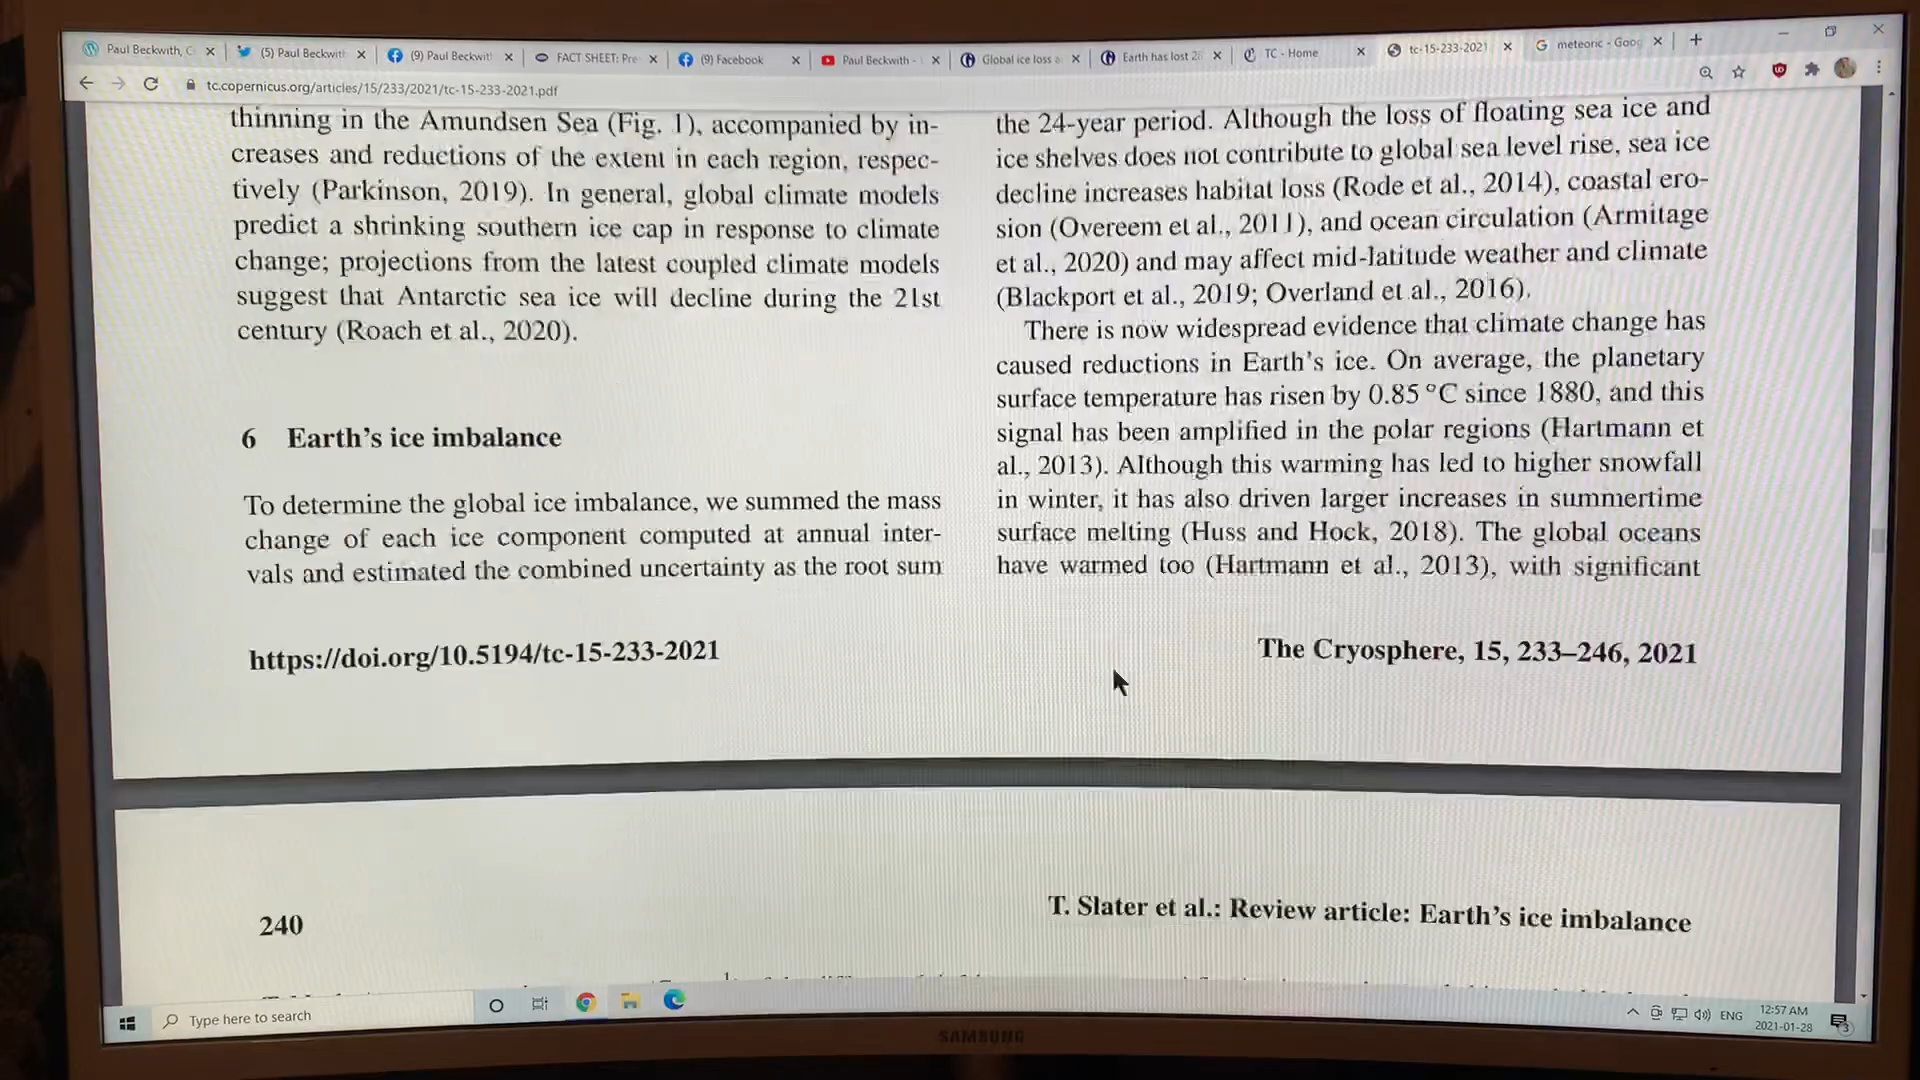 Paul Beckwith, C
(5) Paul Beckwith
(9) Paul Beckwith
FACT SHEET: Pre
(9) Facebook
Paul Beckwith -
Global ice loss
Earth has lost 28
TC - Home
tc-15-233-2021
meteoric - Goog
tc.copernicus.org/articles/15/233/2021/tc-15-233-2021.pdf
thinning in the Amundsen Sea (Fig. 1), accompanied by in-
creases and reductions of the extent in each region, respec-
tively (Parkinson, 2019). In general, global climate models
predict a shrinking southern ice cap in response to climate
change; projections from the latest coupled climate models
suggest that Antarctic sea ice will decline during the 21st
century (Roach et al., 2020).
6 Earth's ice imbalance
To determine the global ice imbalance, we summed the mass
change of each ice component computed at annual inter-
vals and estimated the combined uncertainty as the root sum
the 24-year period. Although the loss of floating sea ice and
ice shelves does not contribute to global sea level rise, sea ice
decline increases habitat loss (Rode et al., 2014), coastal ero-
sion (Overeem et al., 2011), and ocean circulation (Armitage
et al., 2020) and may affect mid-latitude weather and climate
(Blackport et al., 2019; Overland et al., 2016).
There is now widespread evidence that climate change has
caused reductions in Earth's ice. On average, the planetary
surface temperature has risen by 0.85 °C since 1880, and this
signal has been amplified in the polar regions (Hartmann et
al., 2013). Although this warming has led to higher snowfall
in winter, it has also driven larger increases in summertime
surface melting (Huss and Hock, 2018). The global oceans
have warmed too (Hartmann et al., 2013), with significant
https://doi.org/10.5194/tc-15-233-2021
The Cryosphere, 15, 233–246, 2021
240
T. Slater et al.: Review article: Earth's ice imbalance
Type here to search
ENG
12:57 AM
2021-01-28
3
SAMSUNG